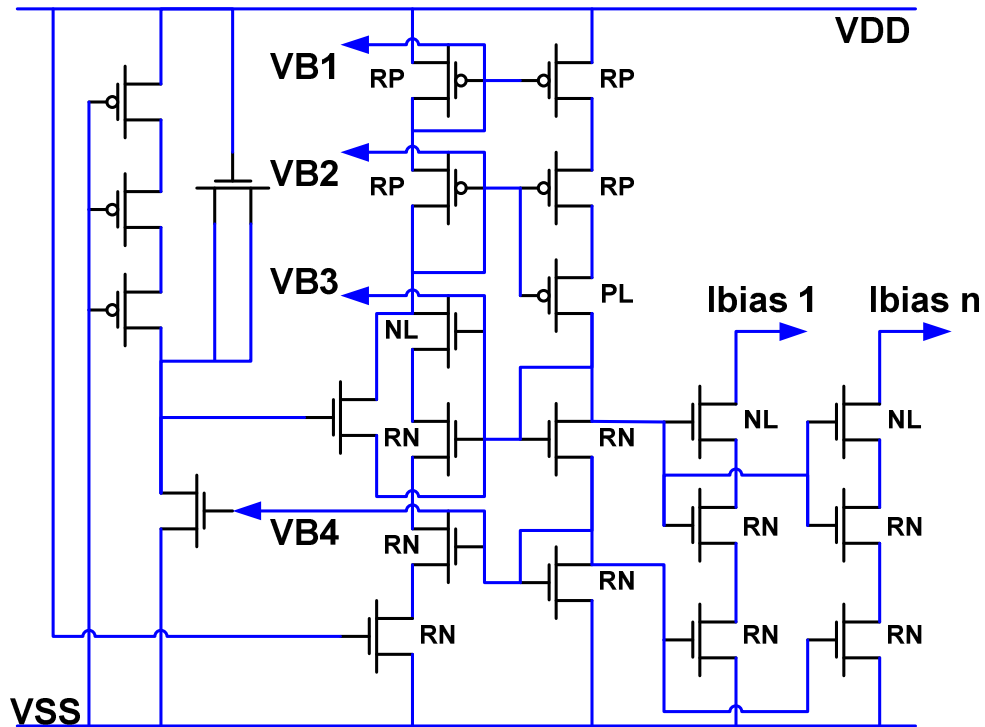 VDD
VB1
RP
RP
VB2
RP
RP
VB3
PL
Ibias 1
Ibias n
NL
RN
RN
NL
NL
VB4
RN
RN
RN
RN
RN
RN
RN
VSS